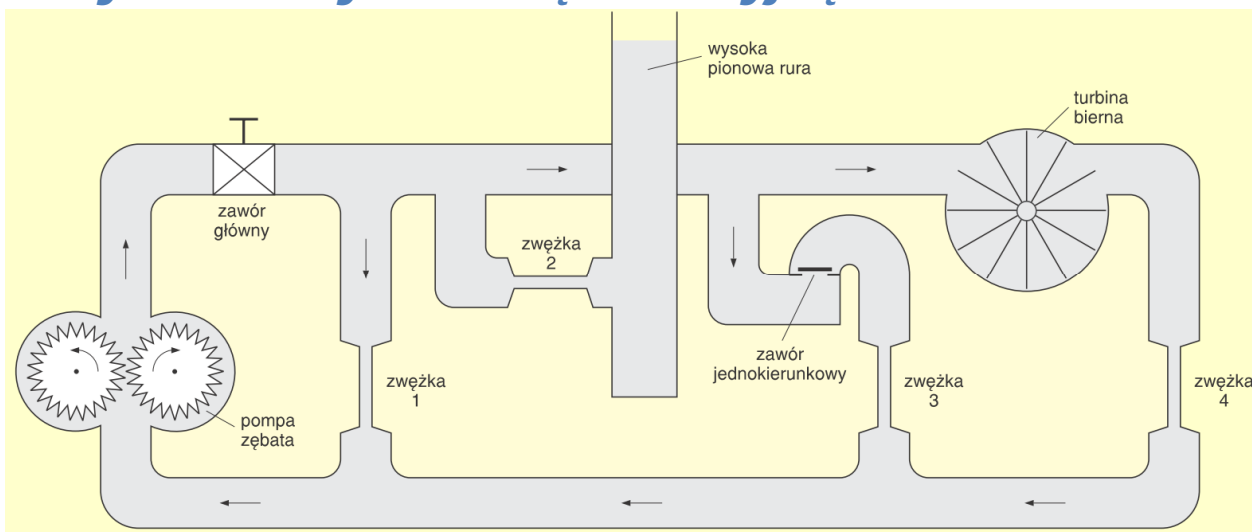 wysoka
pionowa rura
turbina
bierna
zawór
główny
zwężka
2
zwężka
1
zawór
jednokierunkowy
zwężka
3
zwężka
4
pompa
zębata